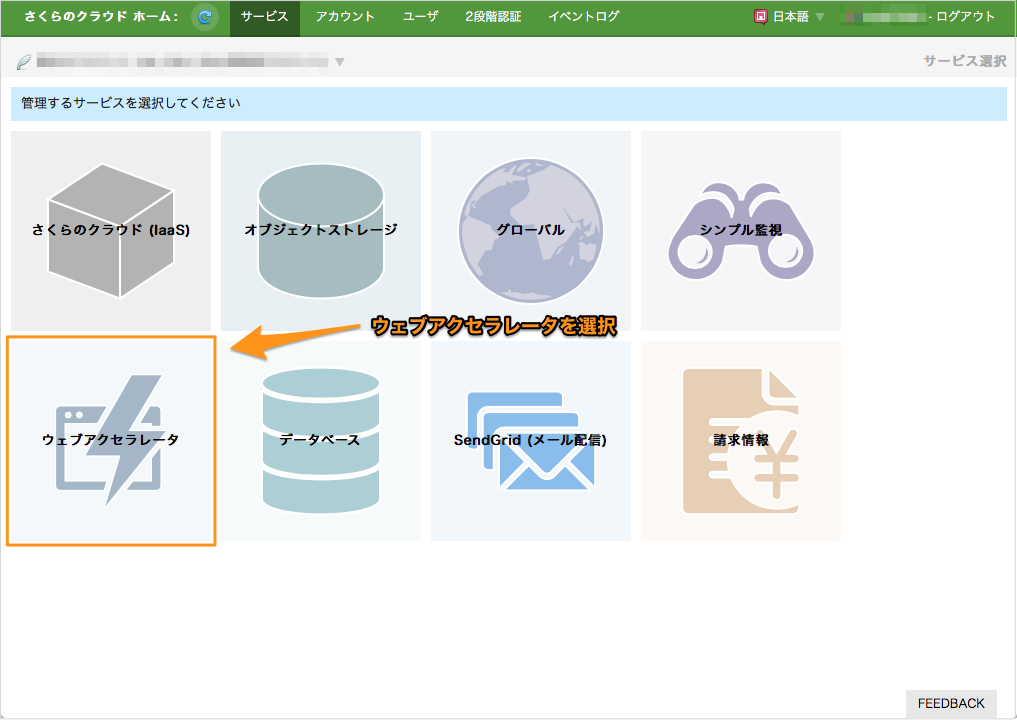 さくらのクラウド ホーム :
サービス
アカウント
ユーザ
2段階認証
イベントログ
日本語 ▼
- ログアウト
▼
サービス選択
管理するサービスを選択してください
さくらのクラウド (IaaS)
オブジェクトストレージ
グローバル
シンプル監視
ウェブアクセラレータを選択
ウェブアクセラレータ
データベース
SendGrid (メール配信)
請求情報
¥
FEEDBACK